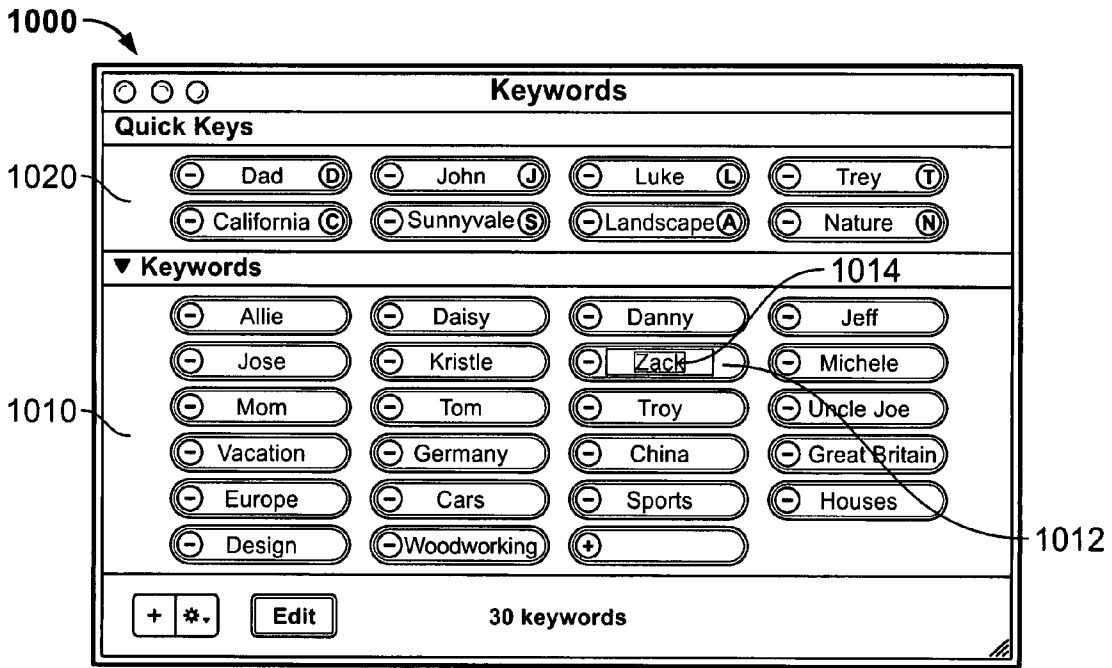 1000
Keywords
Quick Keys
1020
Dad D John J Luke L Trey T
California C Sunnyvale S Landscape A Nature N
Keywords
1014
Allie Daisy Danny Jeff
Jose Kristle Zack Michele
1010
Mom Tom Troy Uncle Joe
Vacation Germany China Great Britain
Europe Cars Sports Houses
1012
Design Woodworking +
+ Edit 30 keywords